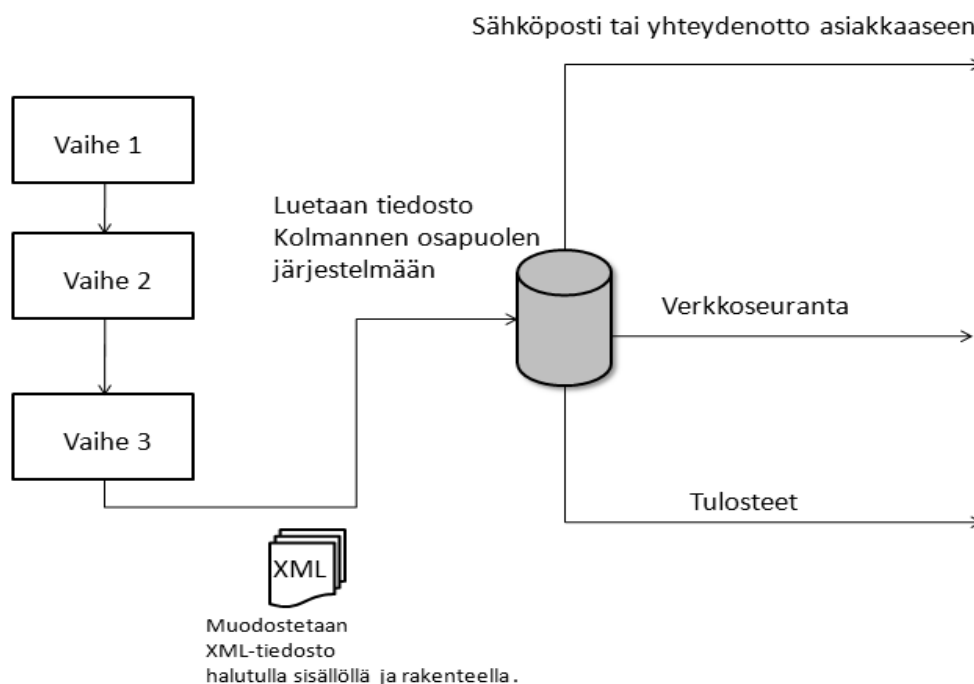 Sähköposti tai yhteydenotto asiakkaaseen
Vaihe 1
Luetaan tiedosto
Kolmannen osapuolen
järjestelmään
Vaihe 2
Verkkoseuranta
Vaihe 3
Tulosteet
XML
Muodostetaan
XML-tiedosto
halutulla sisällöllä ja rakenteella.